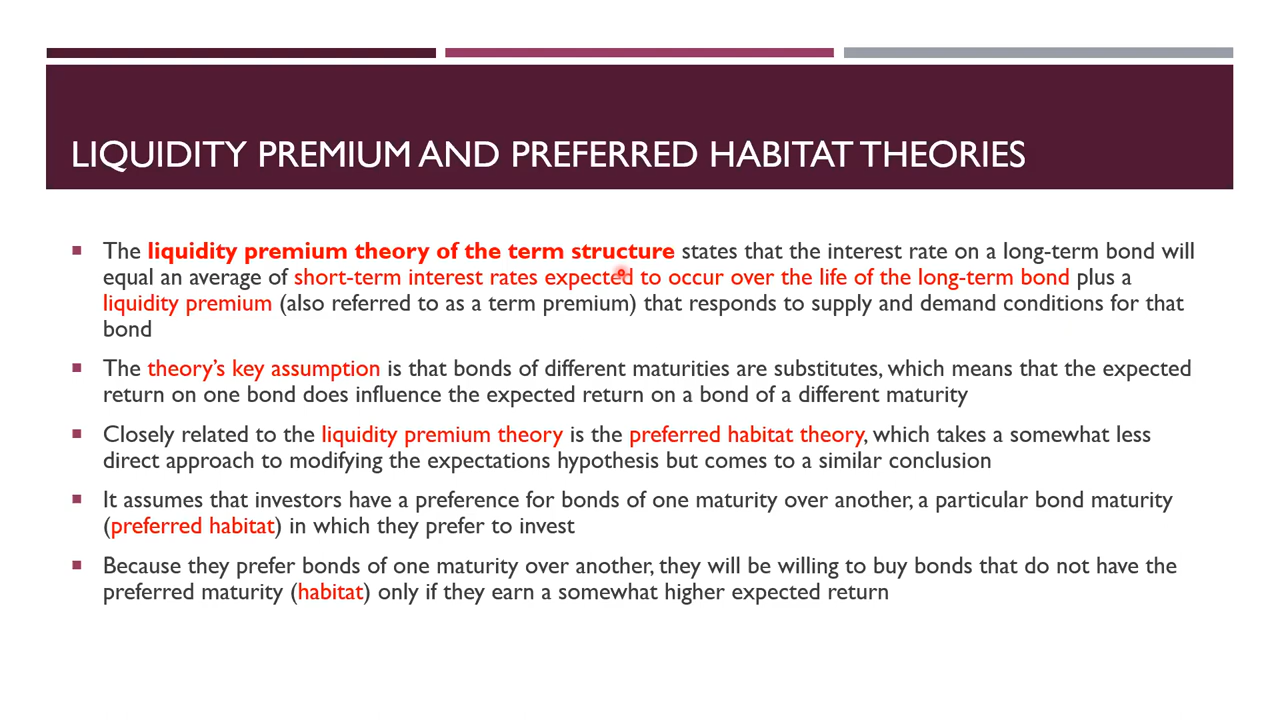 LIQUIDITY PREMIUM AND PREFERRED HABITAT THEORIES
The liquidity premium theory of the term structure states that the interest rate on a long-term bond will
equal an average of short-term interest rates expected to occur over the life of the long-term bond plus a
liquidity premium (also referred to as a term premium) that responds to supply and demand conditions for that
bond
The theory’s key assumption is that bonds of different maturities are substitutes, which means that the expected
return on one bond does influence the expected return on a bond of a different maturity
Closely related to the liquidity premium theory is the preferred habitat theory, which takes a somewhat less
direct approach to modifying the expectations hypothesis but comes to a similar conclusion
It assumes that investors have a preference for bonds of one maturity over another, a particular bond maturity
(preferred habitat) in which they prefer to invest
Because they prefer bonds of one maturity over another, they will be willing to buy bonds that do not have the
preferred maturity (habitat) only if they earn a somewhat higher expected return